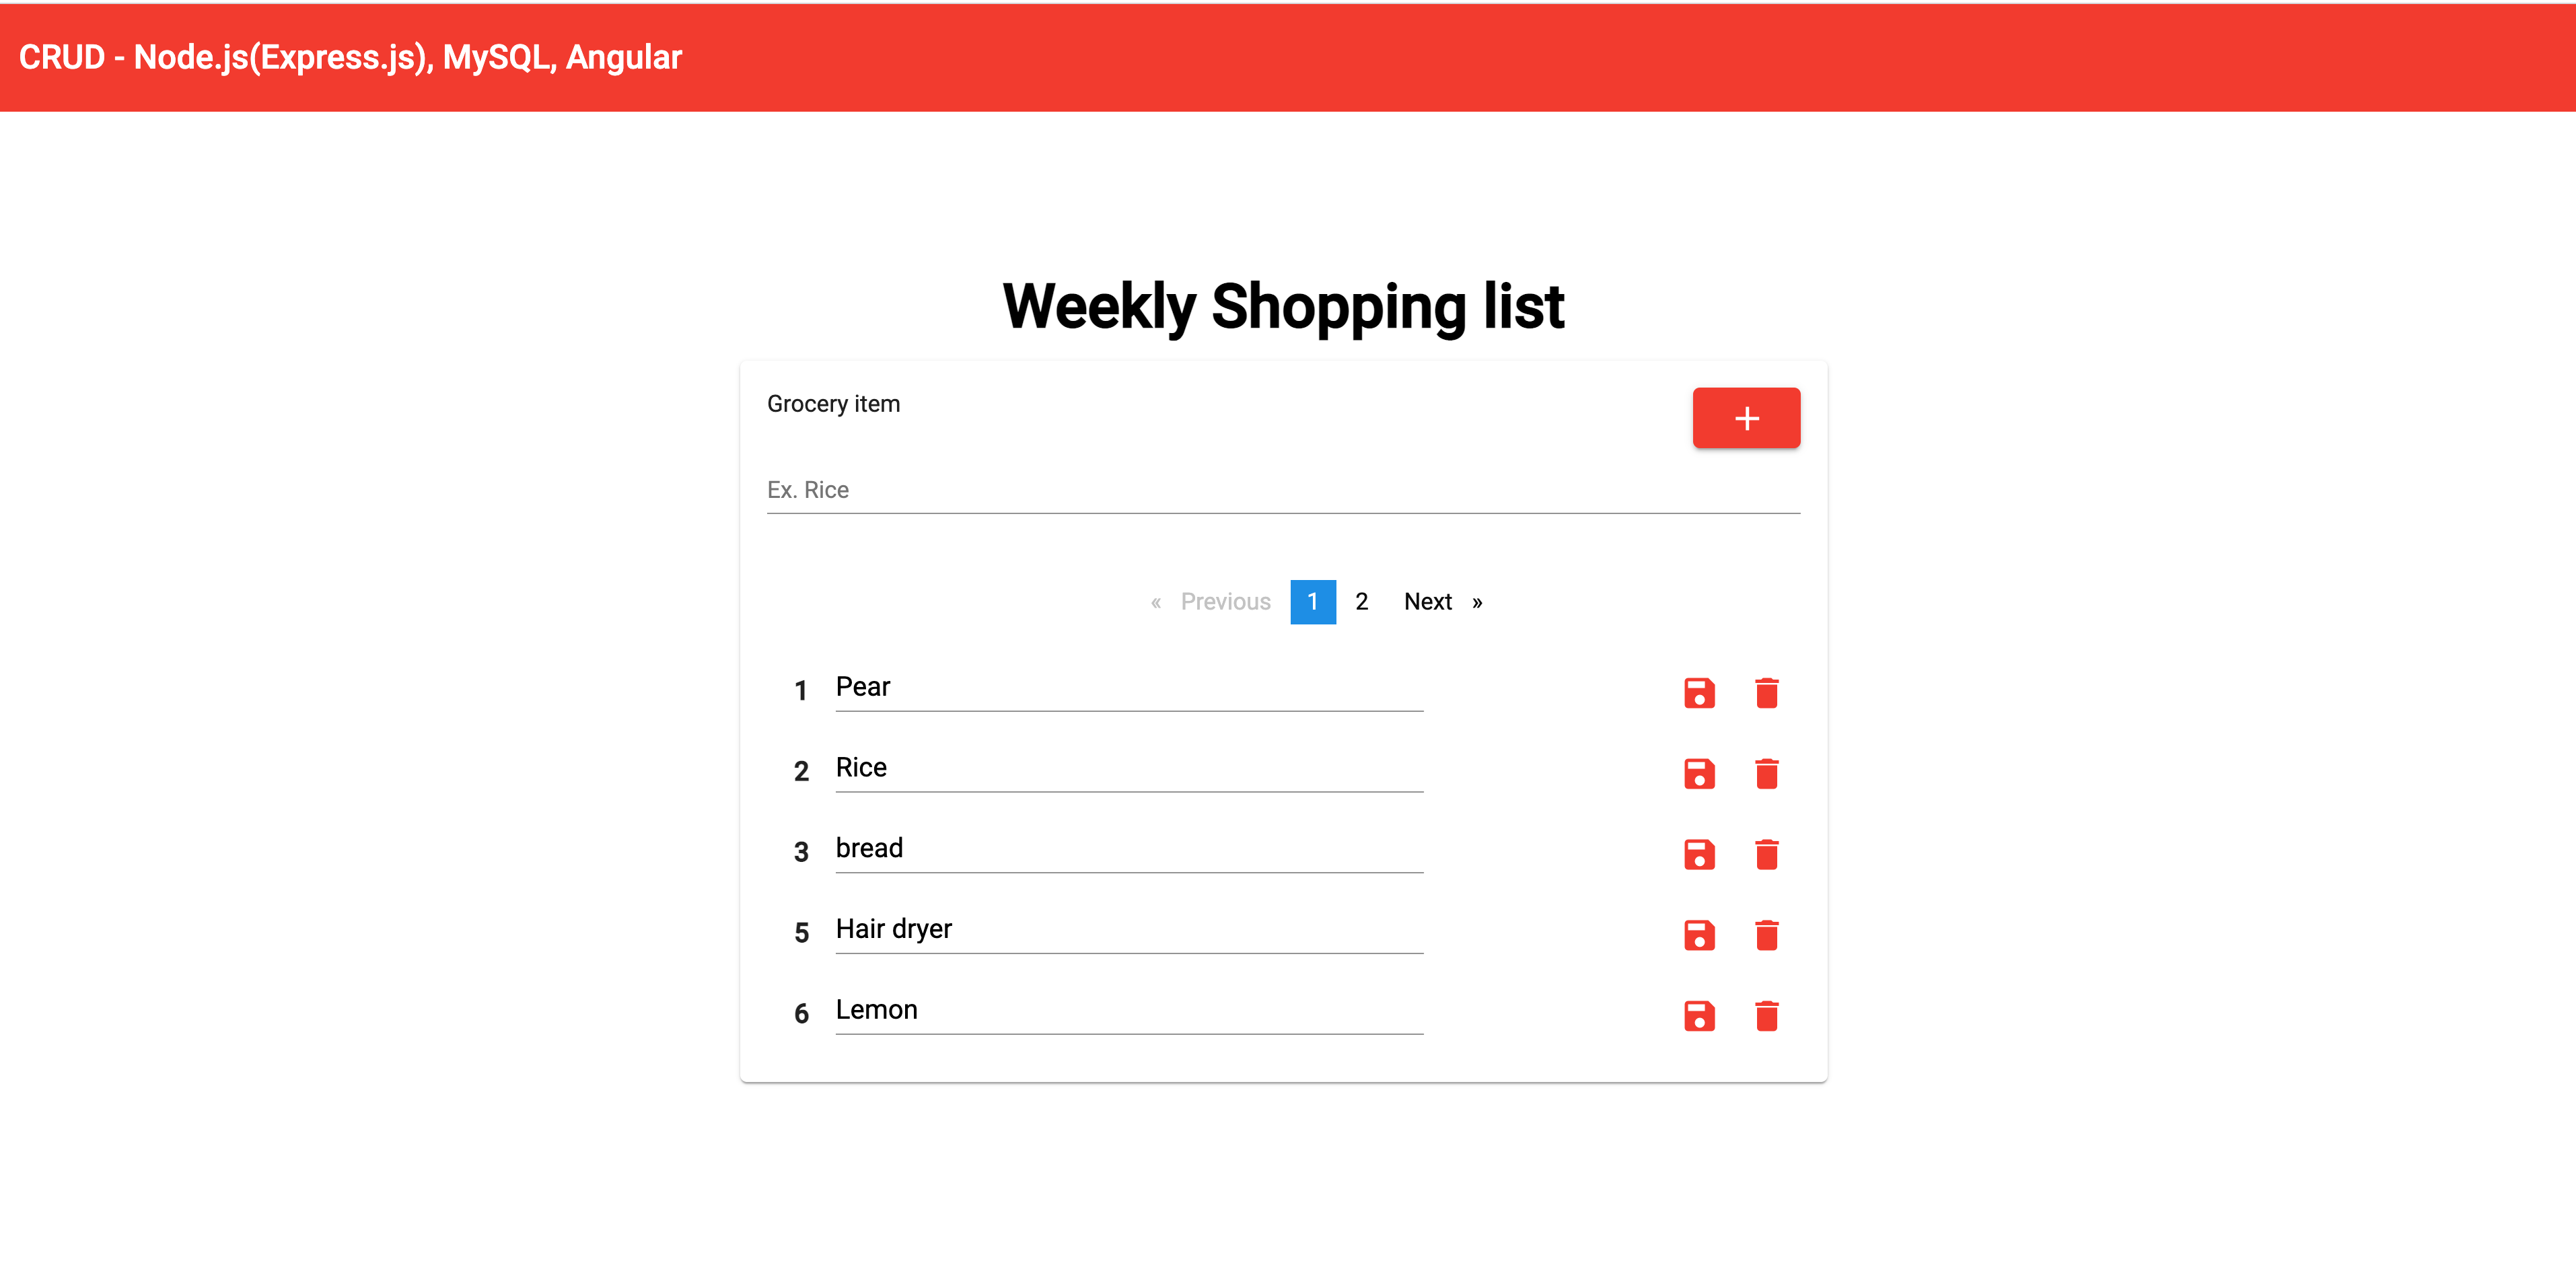 CRUD - Node.js(Express.js), MySQL, Angular
Weekly Shopping list
Grocery item
+
Ex. Rice
« Previous 1 2 Next »
1 Pear
2 Rice
3 bread
5 Hair dryer
6 Lemon